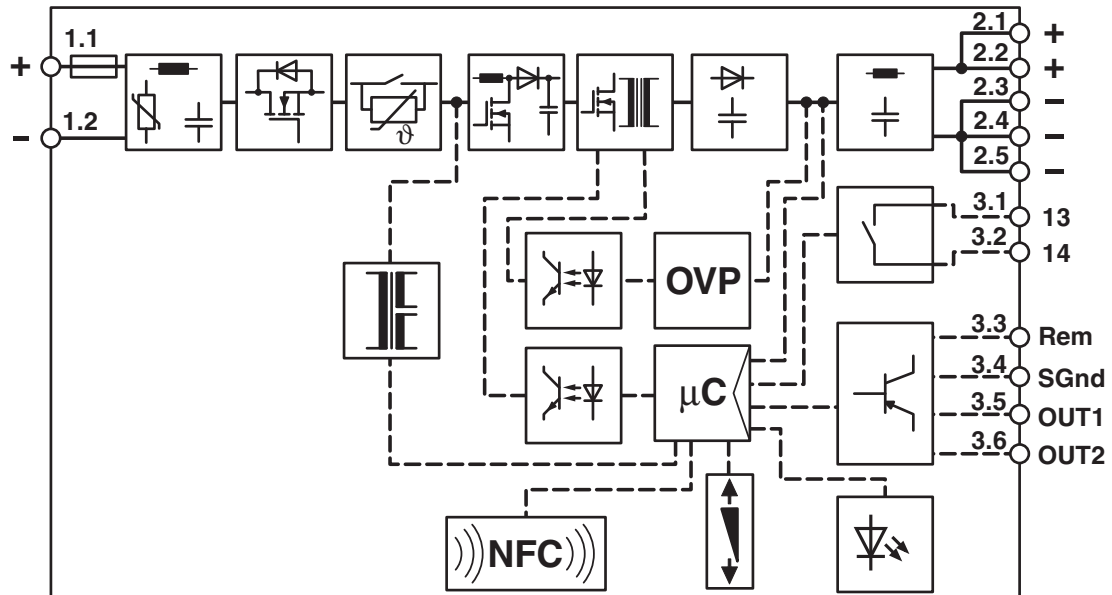 1.1
+
1.2
−
ϑ
2.1
+
2.2
+
2.3
−
2.4
−
2.5
−
3.1
13
3.2
14
OVP
3.3
Rem
μC
3.4
SGnd
3.5
OUT1
3.6
OUT2
NFC